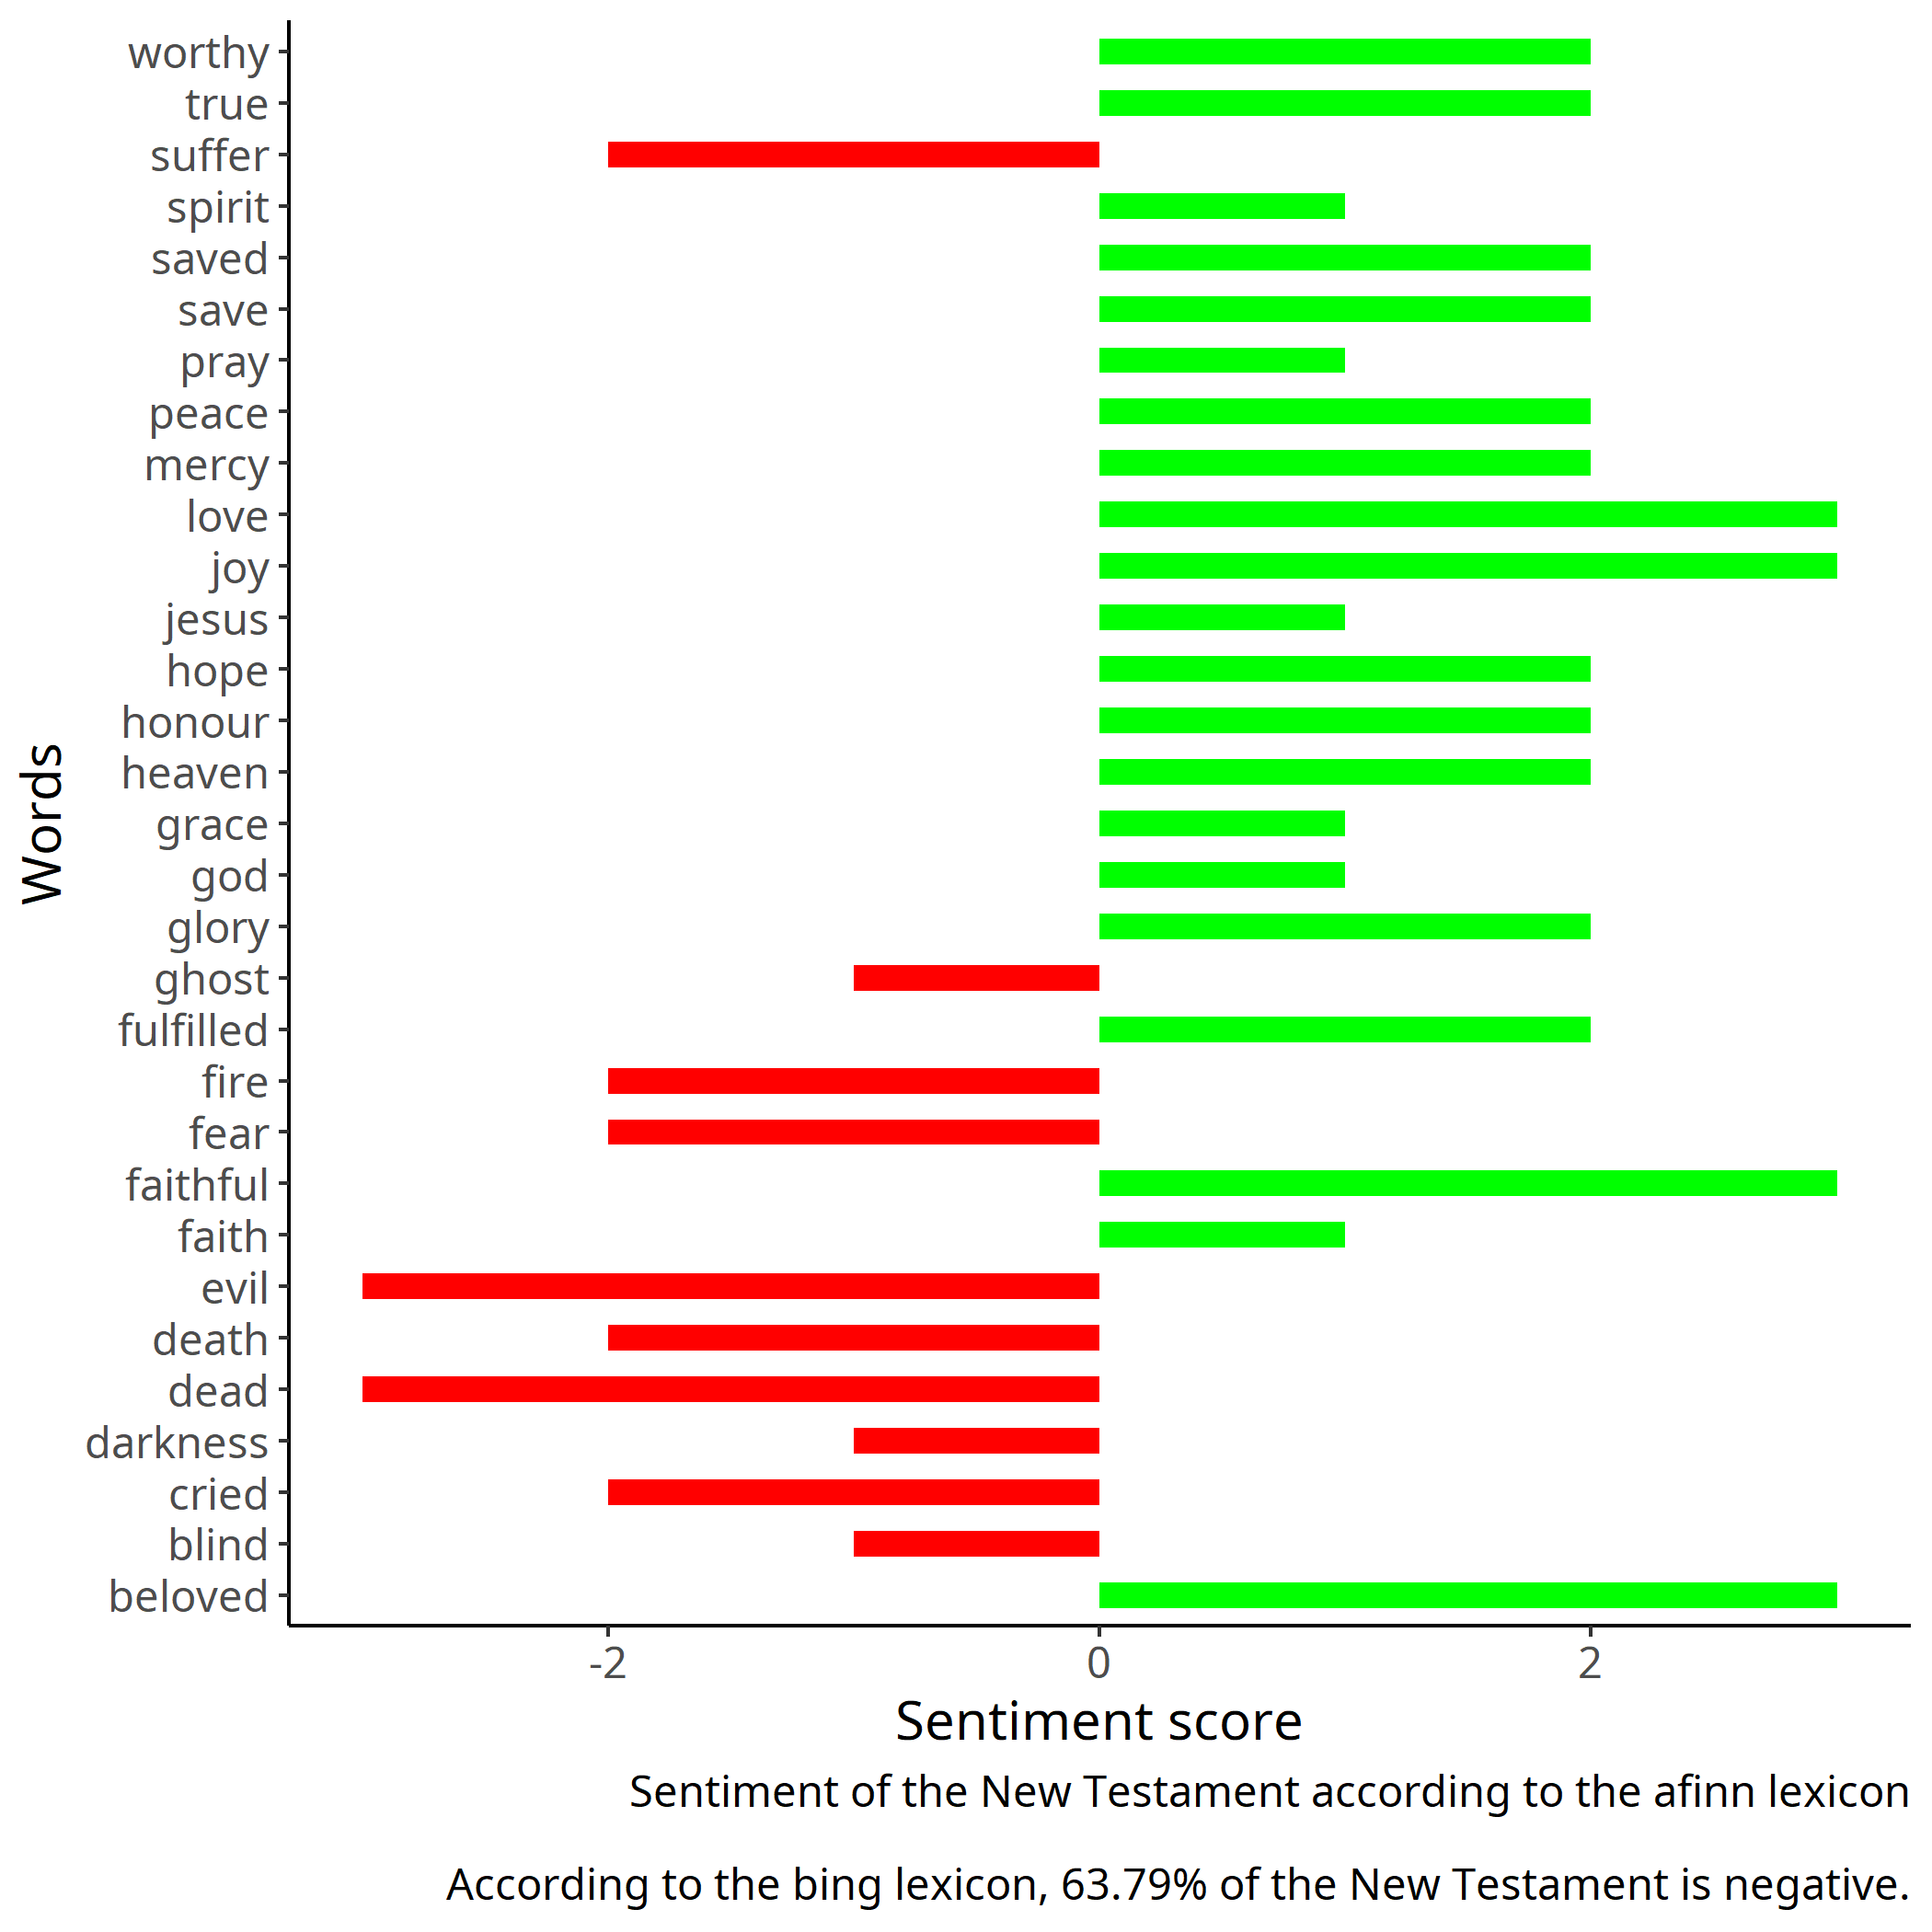 worthy
true
suffer
spirit
saved
save
pray
peace
mercy
love
joy
jesus
hope
honour
heaven
grace
god
glory
ghost
fulfilled
fire
fear
faithful
faith
evil
death
dead
darkness
cried
blind
beloved
Words
-2 0 2
Sentiment score
Sentiment of the New Testament according to the afinn lexicon
According to the bing lexicon, 63.79% of the New Testament is negative.